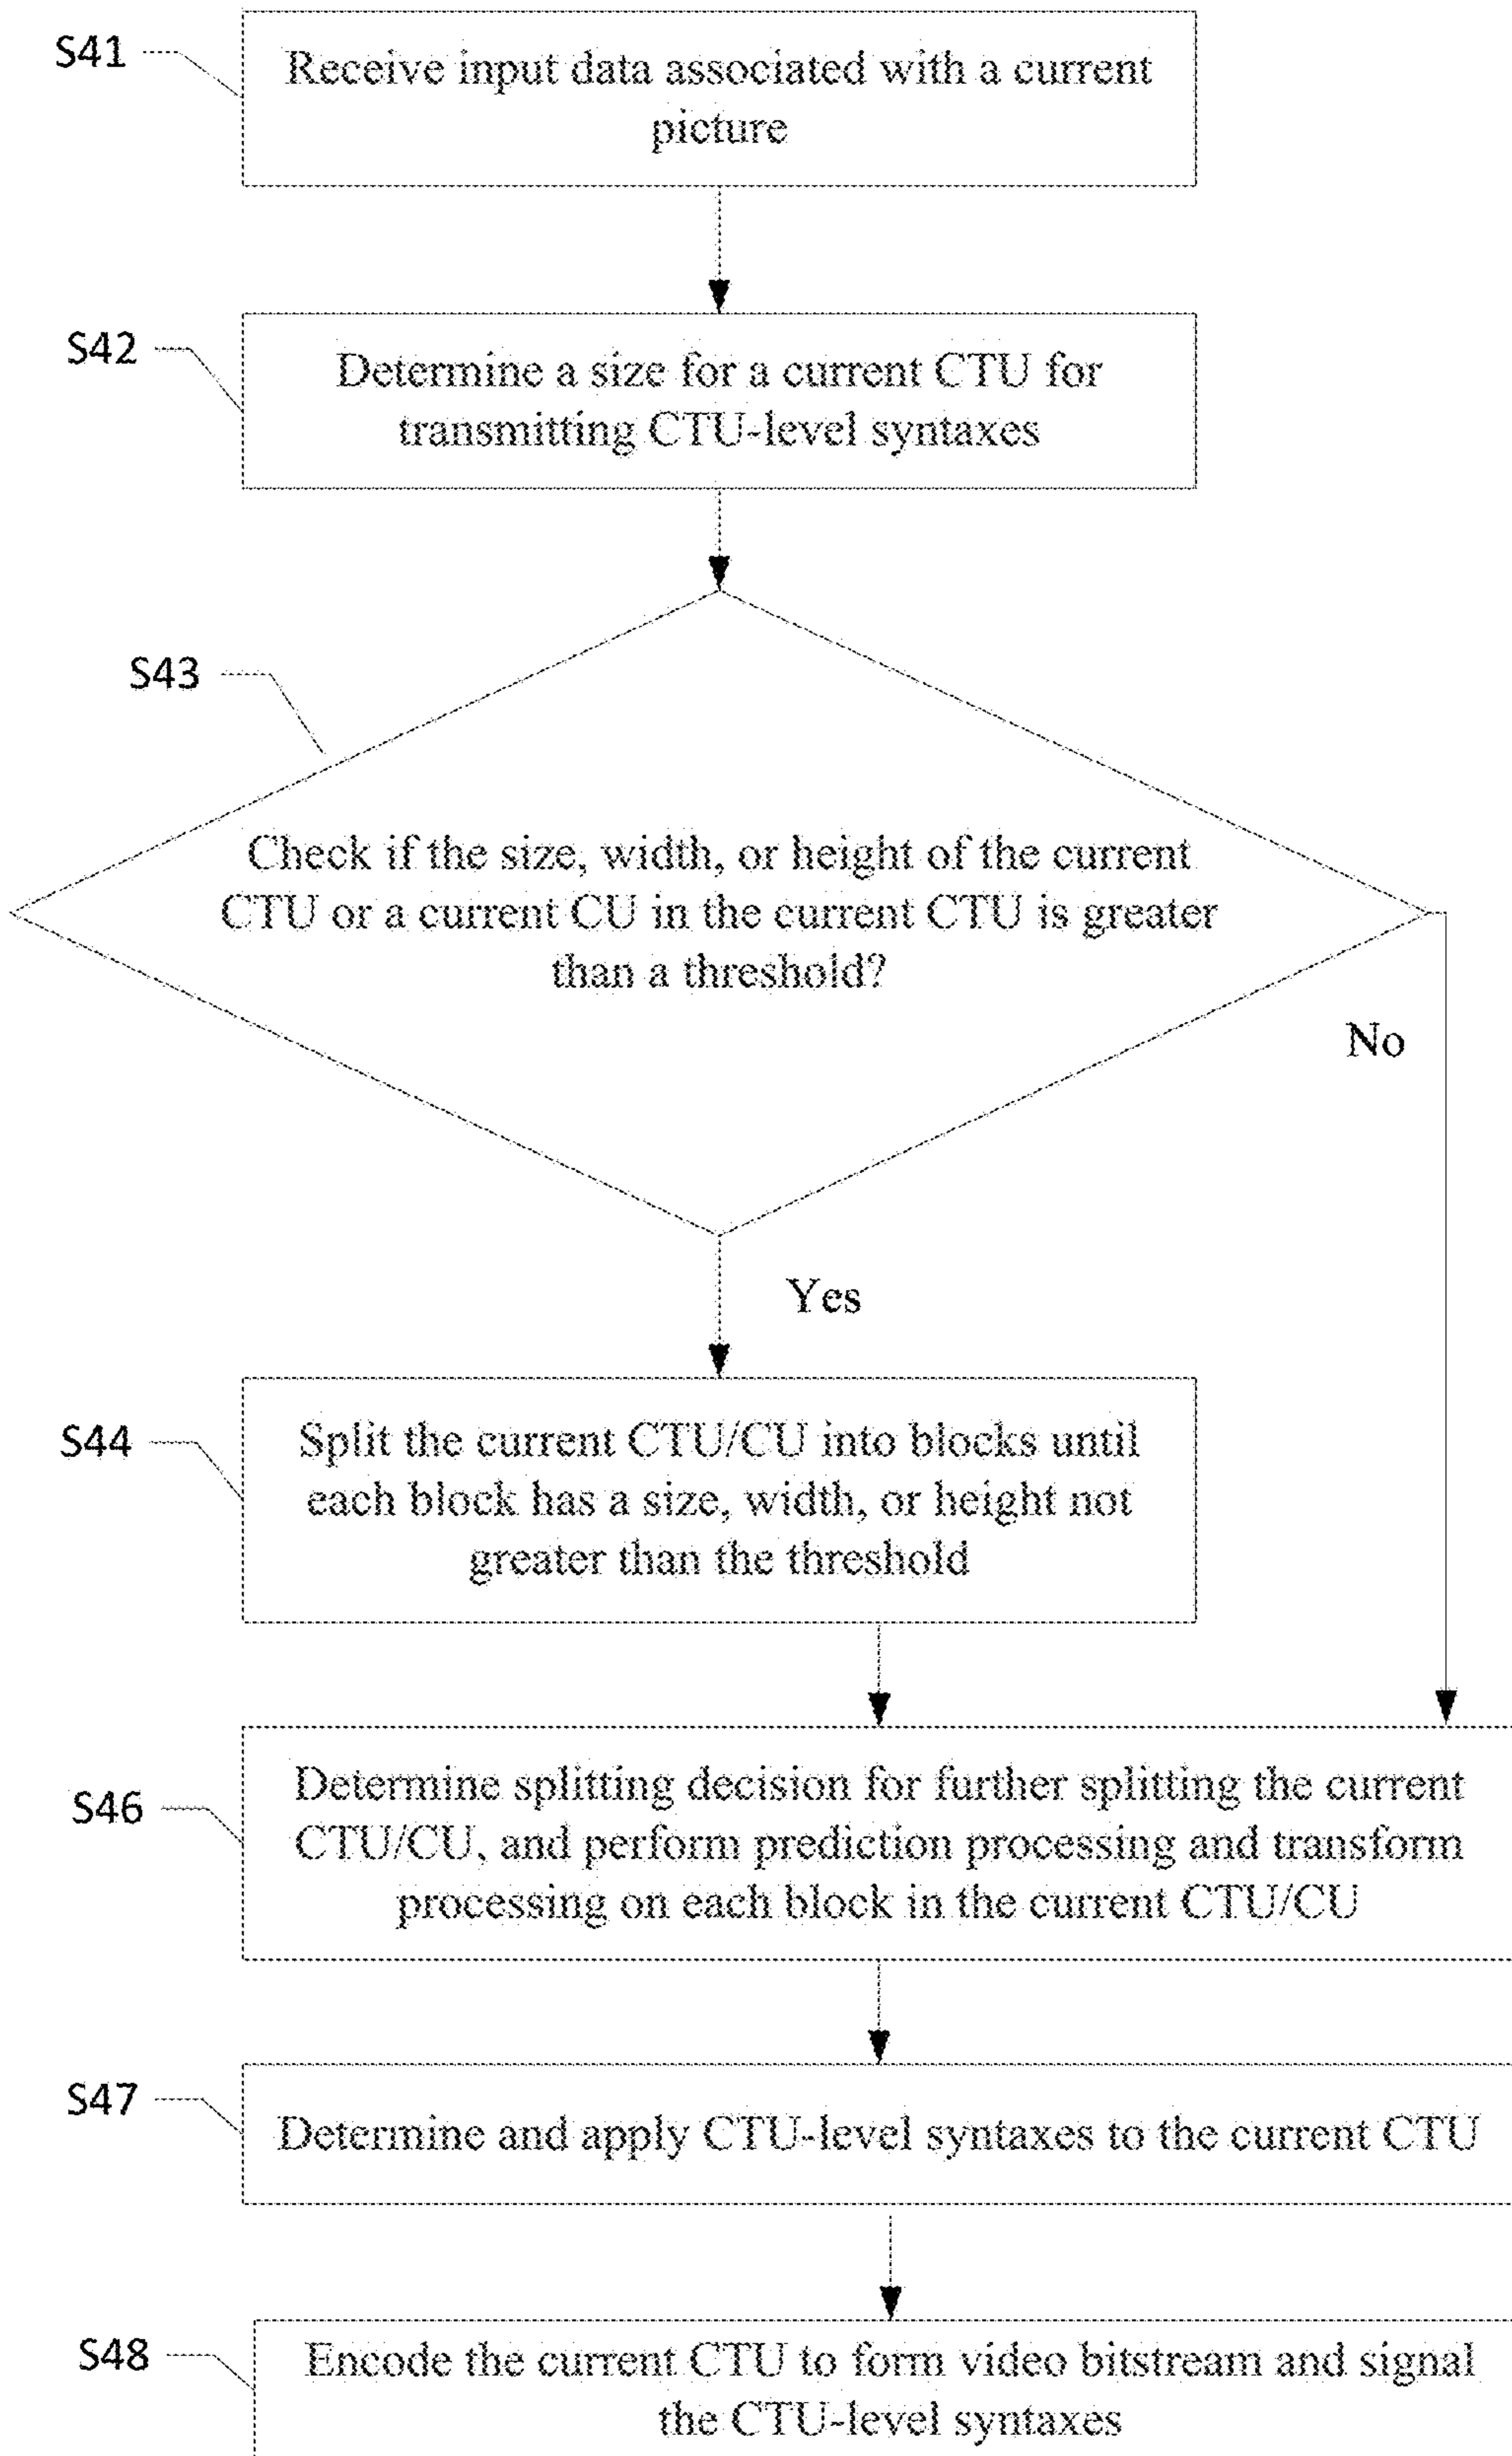 S41
Receive input data associated with a current
picture
S42
Determine a size for a current CTU for
transmitting CTU-level syntaxes
S43
Check if the size, width, or height of the current
CTU or a current CU in the current CTU is greater
than a threshold?
No
Yes
S44
Split the current CTU/CU into blocks until
each block has a size, width, or height not
greater than the threshold
S46
Determine splitting decision for further splitting the current
CTU/CU, and perform prediction processing and transform
processing on each block in the current CTU/CU
S47
Determine and apply CTU-level syntaxes to the current CTU
S48
Encode the current CTU to form video bitstream and signal
the CTU-level syntaxes